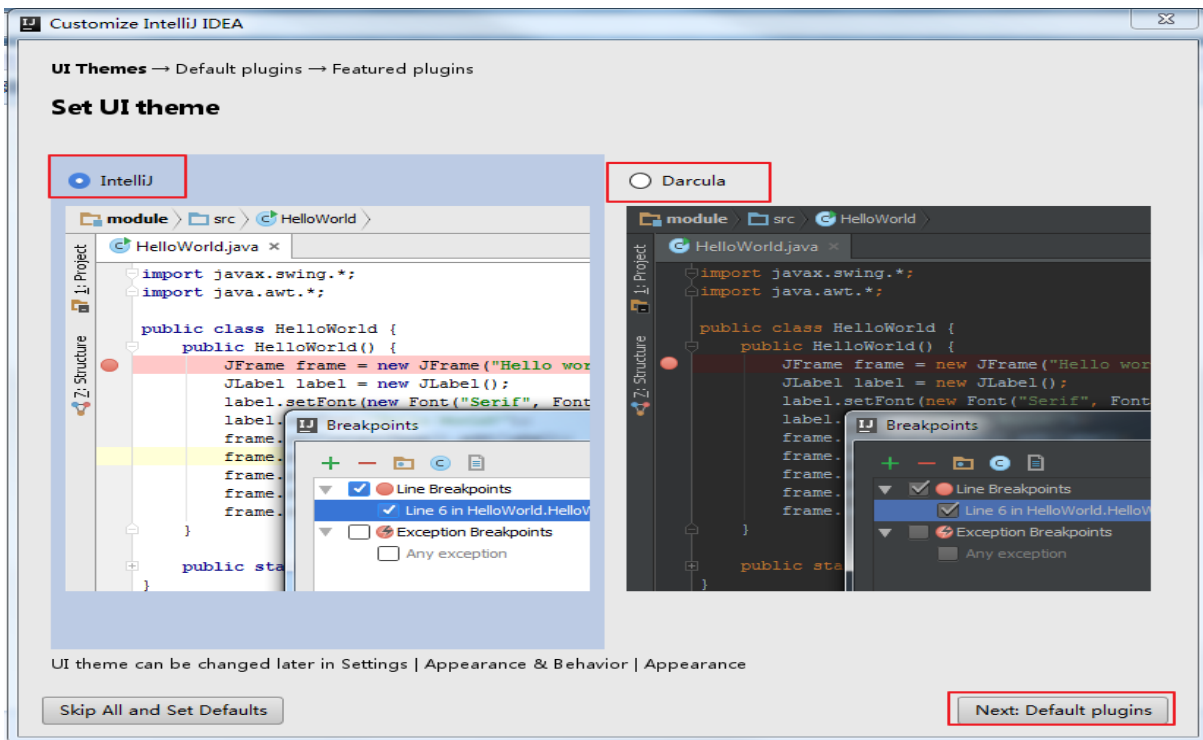 Customize IntelliJ IDEA
UI Themes → Default plugins → Featured plugins
Set UI theme
IntelliJ
module src HelloWorld
HelloWorld.java ×
1: Project
7: Structure
import javax.swing.*;
import java.awt.*;
public class HelloWorld {
public HelloWorld() {
JFrame frame = new JFrame("Hello wor
JLabel label = new JLabel();
label.setFont(new Font("Serif", Font
label.
frame.
frame.
frame.
frame.
frame.
}
public sta
}
Breakpoints
Line Breakpoints
Line 6 in HelloWorld.HelloW
Exception Breakpoints
Any exception
Darcula
module src HelloWorld
HelloWorld.java ×
1: Project
7: Structure
import javax.swing.*;
import java.awt.*;
public class HelloWorld {
public HelloWorld() {
JFrame frame = new JFrame("Hello wor
JLabel label = new JLabel();
label.setFont(new Font("Serif", Font
label.
frame.
frame.
frame.
frame.
frame.
}
public sta
}
Breakpoints
Line Breakpoints
Line 6 in HelloWorld.HelloW
Exception Breakpoints
Any exception
UI theme can be changed later in Settings | Appearance & Behavior | Appearance
Skip All and Set Defaults
Next: Default plugins